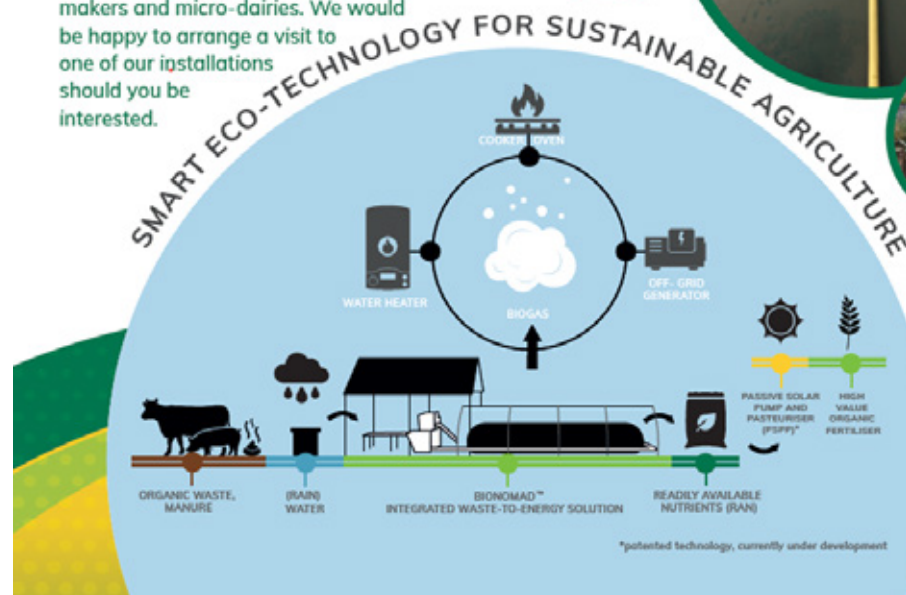 makers and micro-dairies. We would
be happy to arrange a visit to
one of our installations
should you be
interested.
SMART ECO-TECHNOLOGY FOR SUSTAINABLE AGRICULTURE
COOKER OVEN
WATER HEATER
BIOGAS
OFF- GRID
GENERATOR
PASSIVE SOLAR
PUMP AND
PASTEURISER
(PSPP)*
HIGH
VALUE
ORGANIC
FERTILISER
ORGANIC WASTE,
MANURE
(RAIN)
WATER
BIONOMAD™
INTEGRATED WASTE-TO-ENERGY SOLUTION
READILY AVAILABLE
NUTRIENTS (RAN)
*patented technology, currently under development